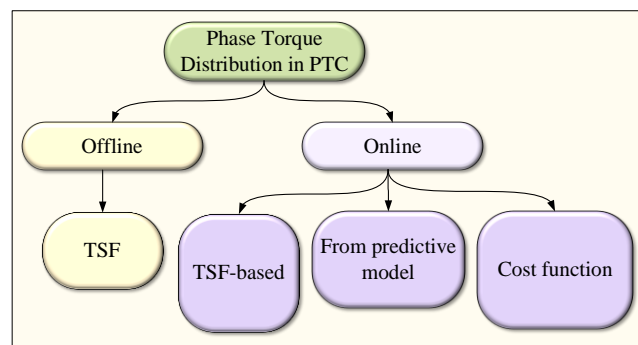 Phase Torque
Distribution in PTC
Offline
Online
TSF
TSF-based
From predictive
model
Cost function